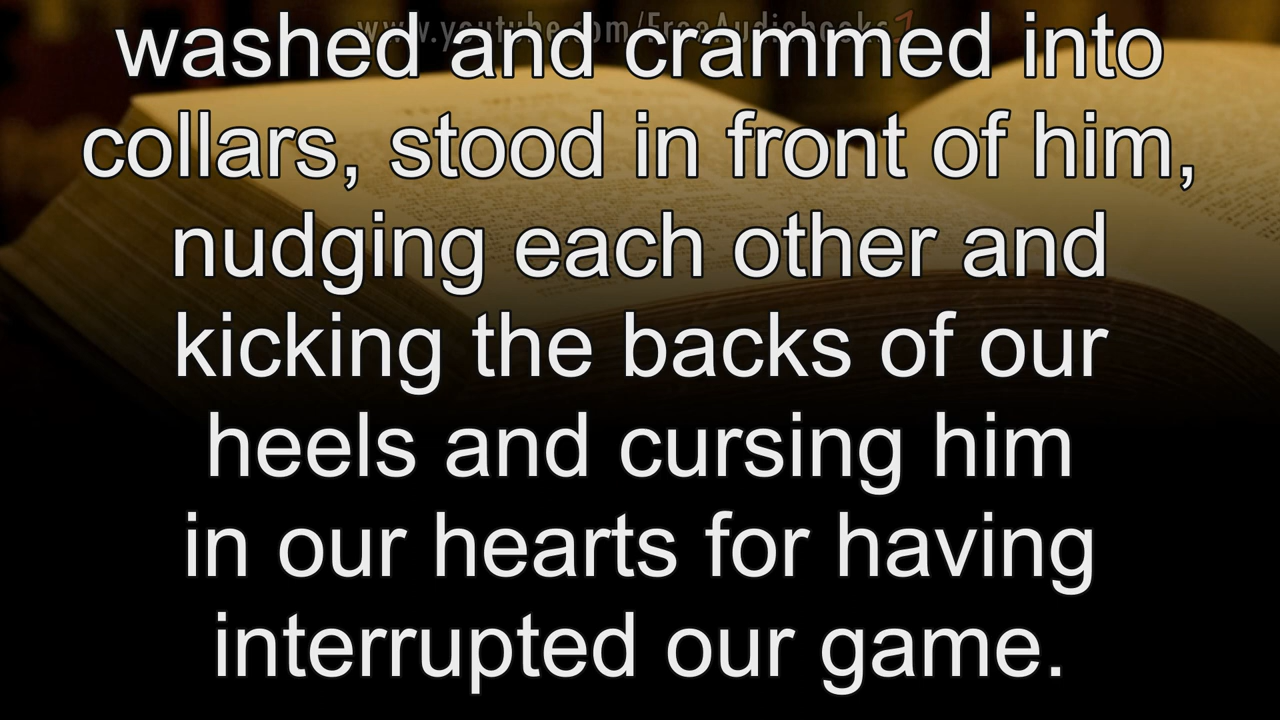 www.youtube.com/FreeAudiobooks
washed and crammed into
collars, stood in front of him,
nudging each other and
kicking the backs of our
heels and cursing him
in our hearts for having
interrupted our game.